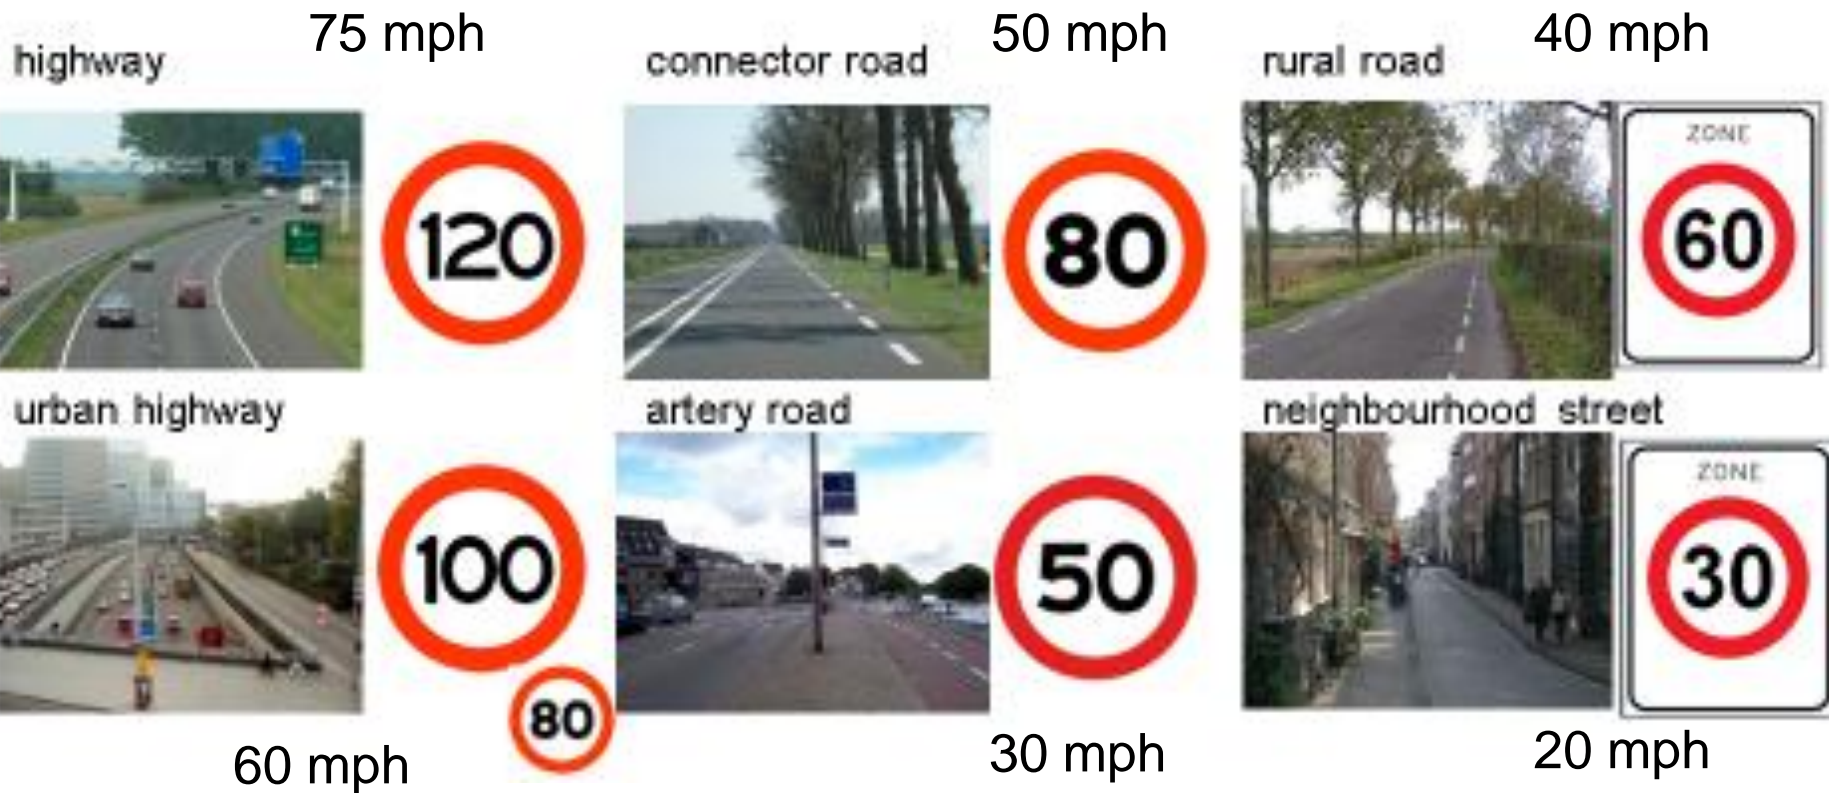 75 mph
50 mph
40 mph
highway
connector road
rural road
120
80
ZONE
60
urban highway
artery road
neighbourhood street
100
80
50
ZONE
30
60 mph
30 mph
20 mph